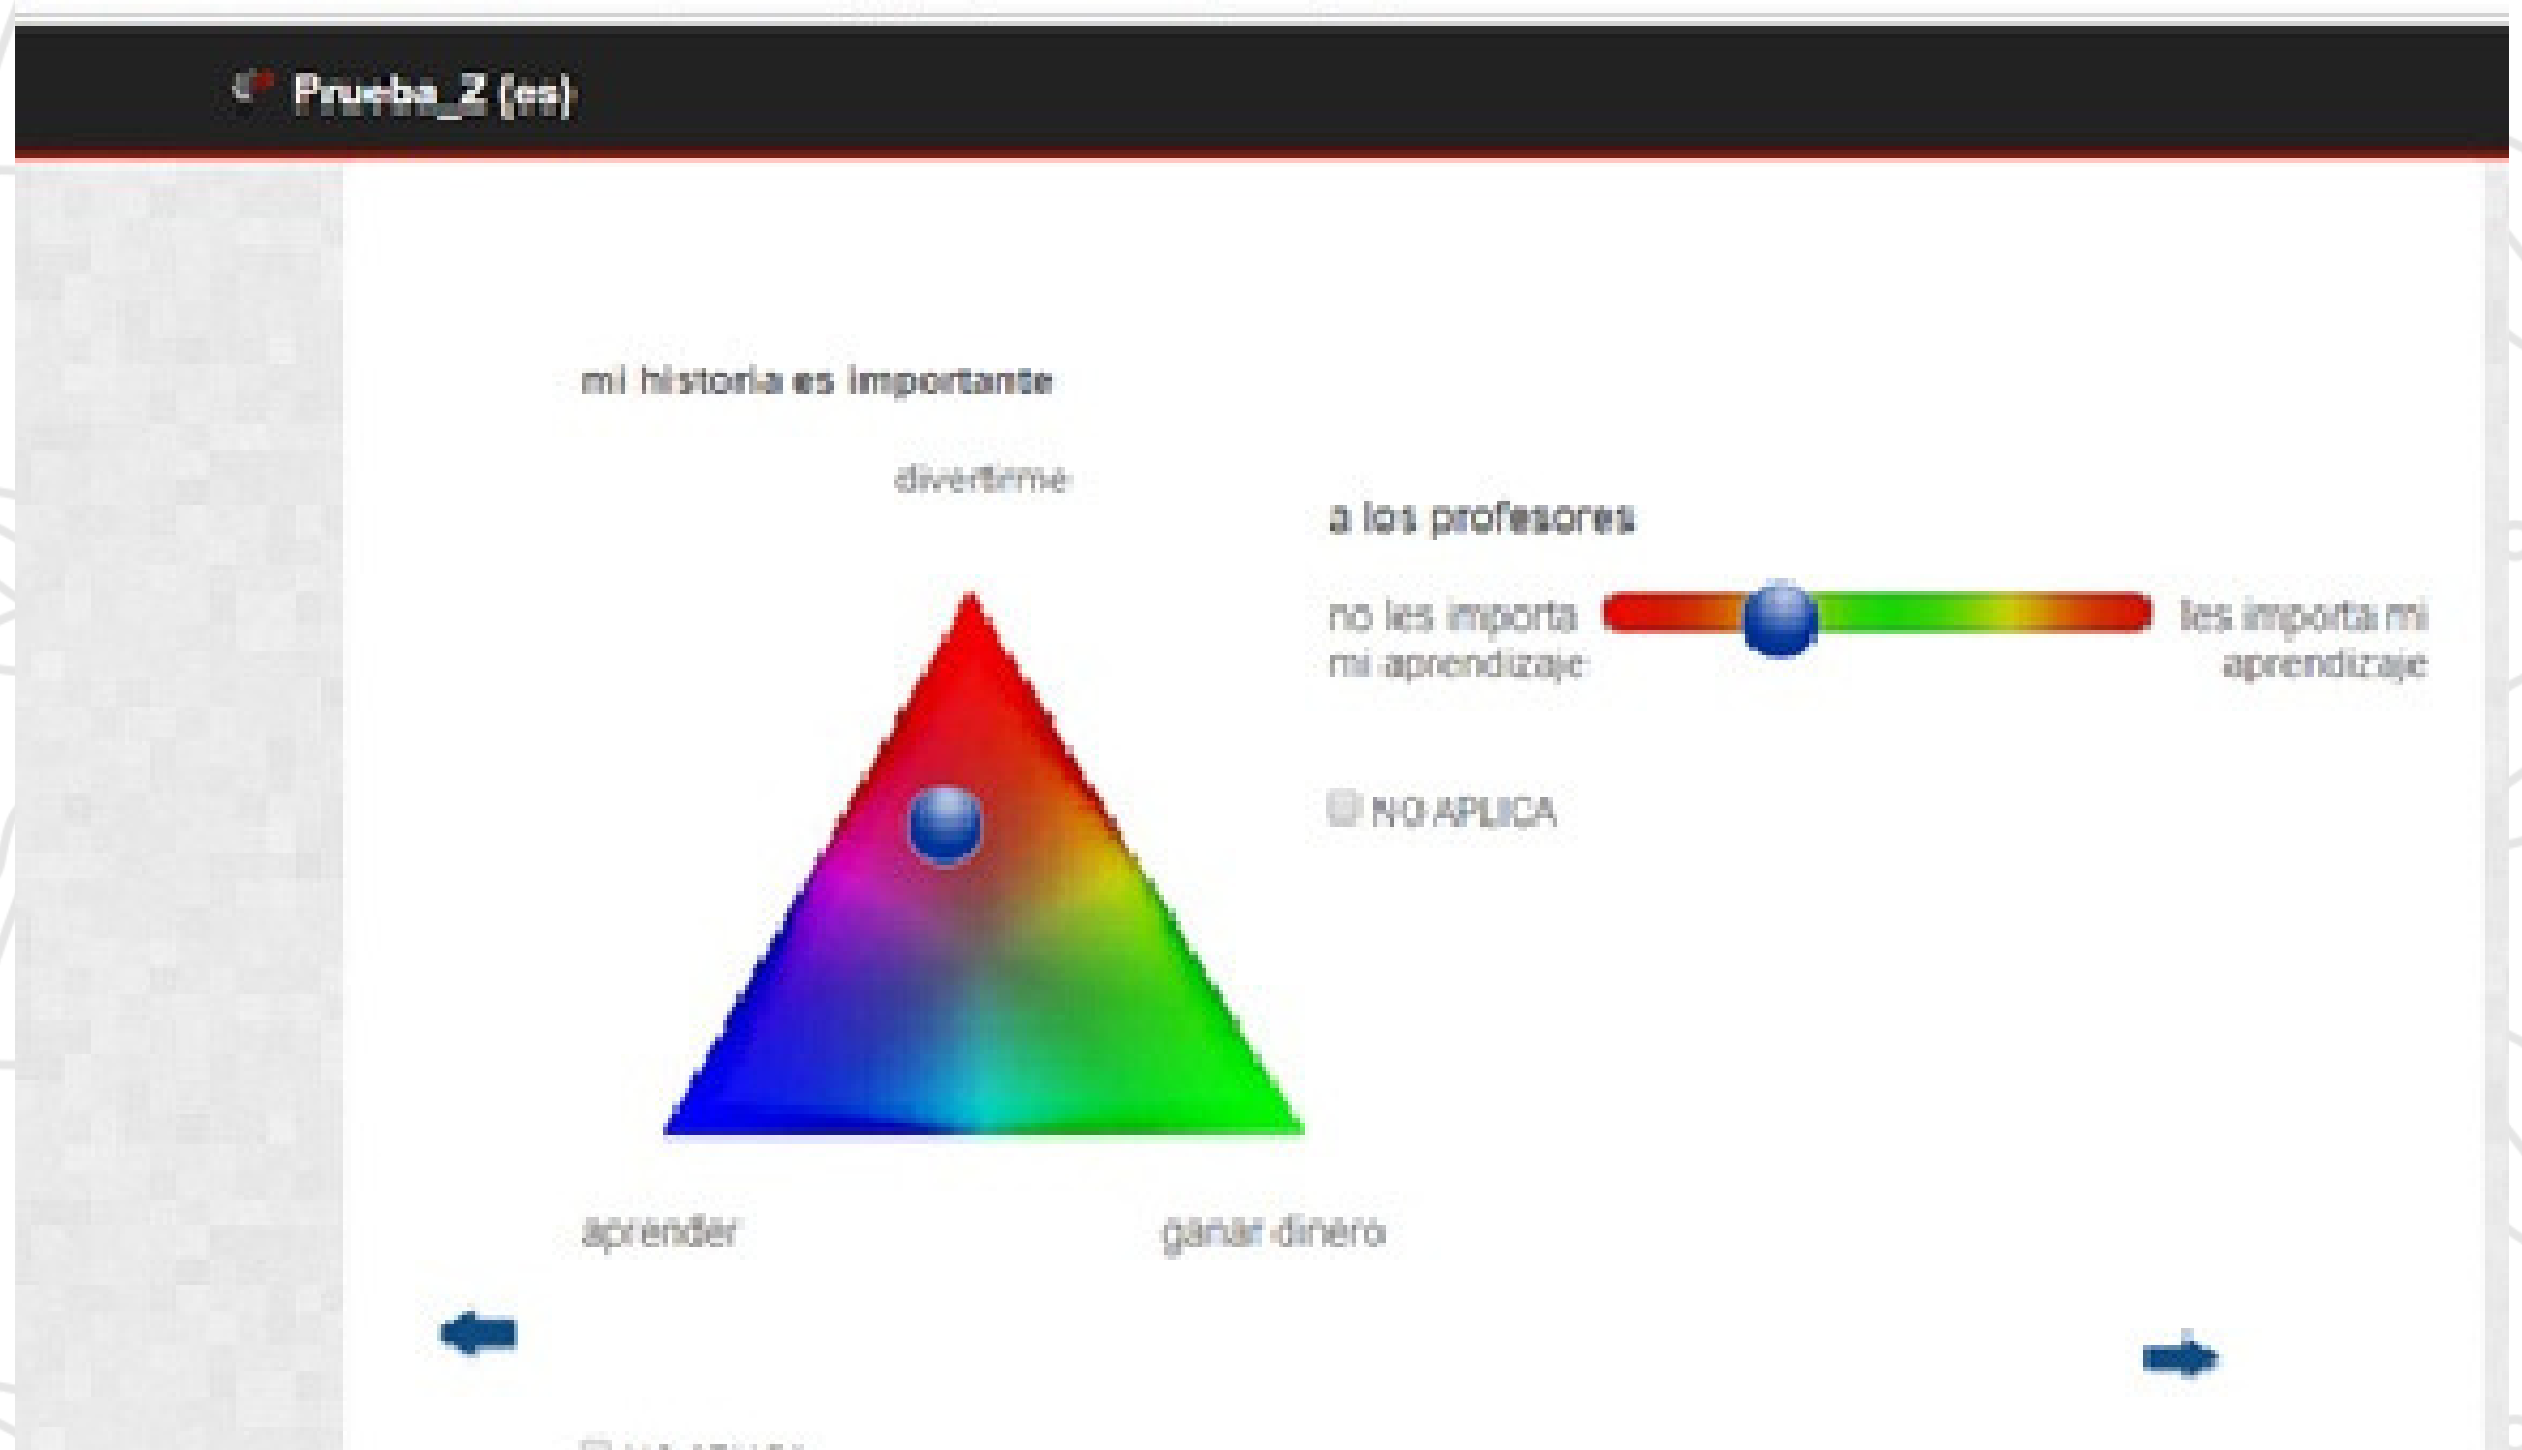 Prueba_2 (es)
mi historia es importante
divertirme
a los profesores
no les importa
mi aprendizaje
les importa mi
aprendizaje
NO APLICA
aprender
ganar dinero